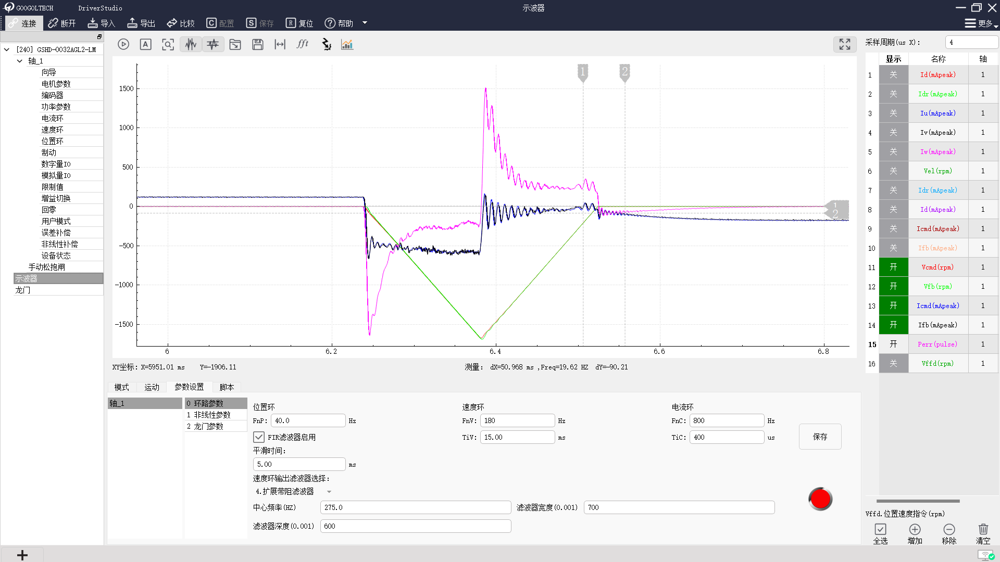 GOOGOLTECH DriverStudio 示波器
连接 断开 导入 导出 比较 C 配置 S 保存 R 复位 ? 帮助 更多
A fft 采样周期(us X): 4
[240] GSHD-0032AGL2-LM
轴_1
向导
电机参数
编码器
功率参数
电流环
速度环
位置环
制动
数字量IO
模拟量IO
限制值
增益切换
回零
用户模式
误差补偿
非线性补偿
设备状态
手动松抱闸
示波器
龙门
1 2
1500
1000
500
0
-500
-1000
-1500
1
2
6 6.2 6.4 6.6 6.8
XY坐标: X=5951.01 ms Y=-1906.11 测量: dX=50.968 ms ,Freq=19.62 HZ dY=-90.21
显示 名称 轴
1 关 Id(mApeak) 1
2 关 Idr(mApeak) 1
3 关 Iu(mApeak) 1
4 关 Iv(mApeak) 1
5 关 Iw(mApeak) 1
6 关 Vel(rpm) 1
7 关 Idr(mApeak) 1
8 关 Id(mApeak) 1
9 关 Icmd(mApeak) 1
10 关 Ifb(mApeak) 1
11 开 Vcmd(rpm) 1
12 开 Vfb(rpm) 1
13 开 Icmd(mApeak) 1
14 开 Ifb(mApeak) 1
15 开 Perr(pulse) 1
16 关 Vffd(rpm) 1
模式 运动 参数设置 脚本
轴_1
0 环路参数
1 非线性参数
2 龙门参数
位置环 速度环 电流环
FnP: 40.0 Hz FnV: 180 Hz FnC: 800 Hz
FIR滤波器启用 TiV: 15.00 ms TiC: 400 us 保存
平滑时间:
5.00 ms
速度环输出滤波器选择:
4.扩展带阻滤波器
中心频率(HZ) 275.0 滤波器宽度(0.001) 700
滤波器深度(0.001) 600
Vffd.位置速度指令(rpm)
全选 增加 移除 清空